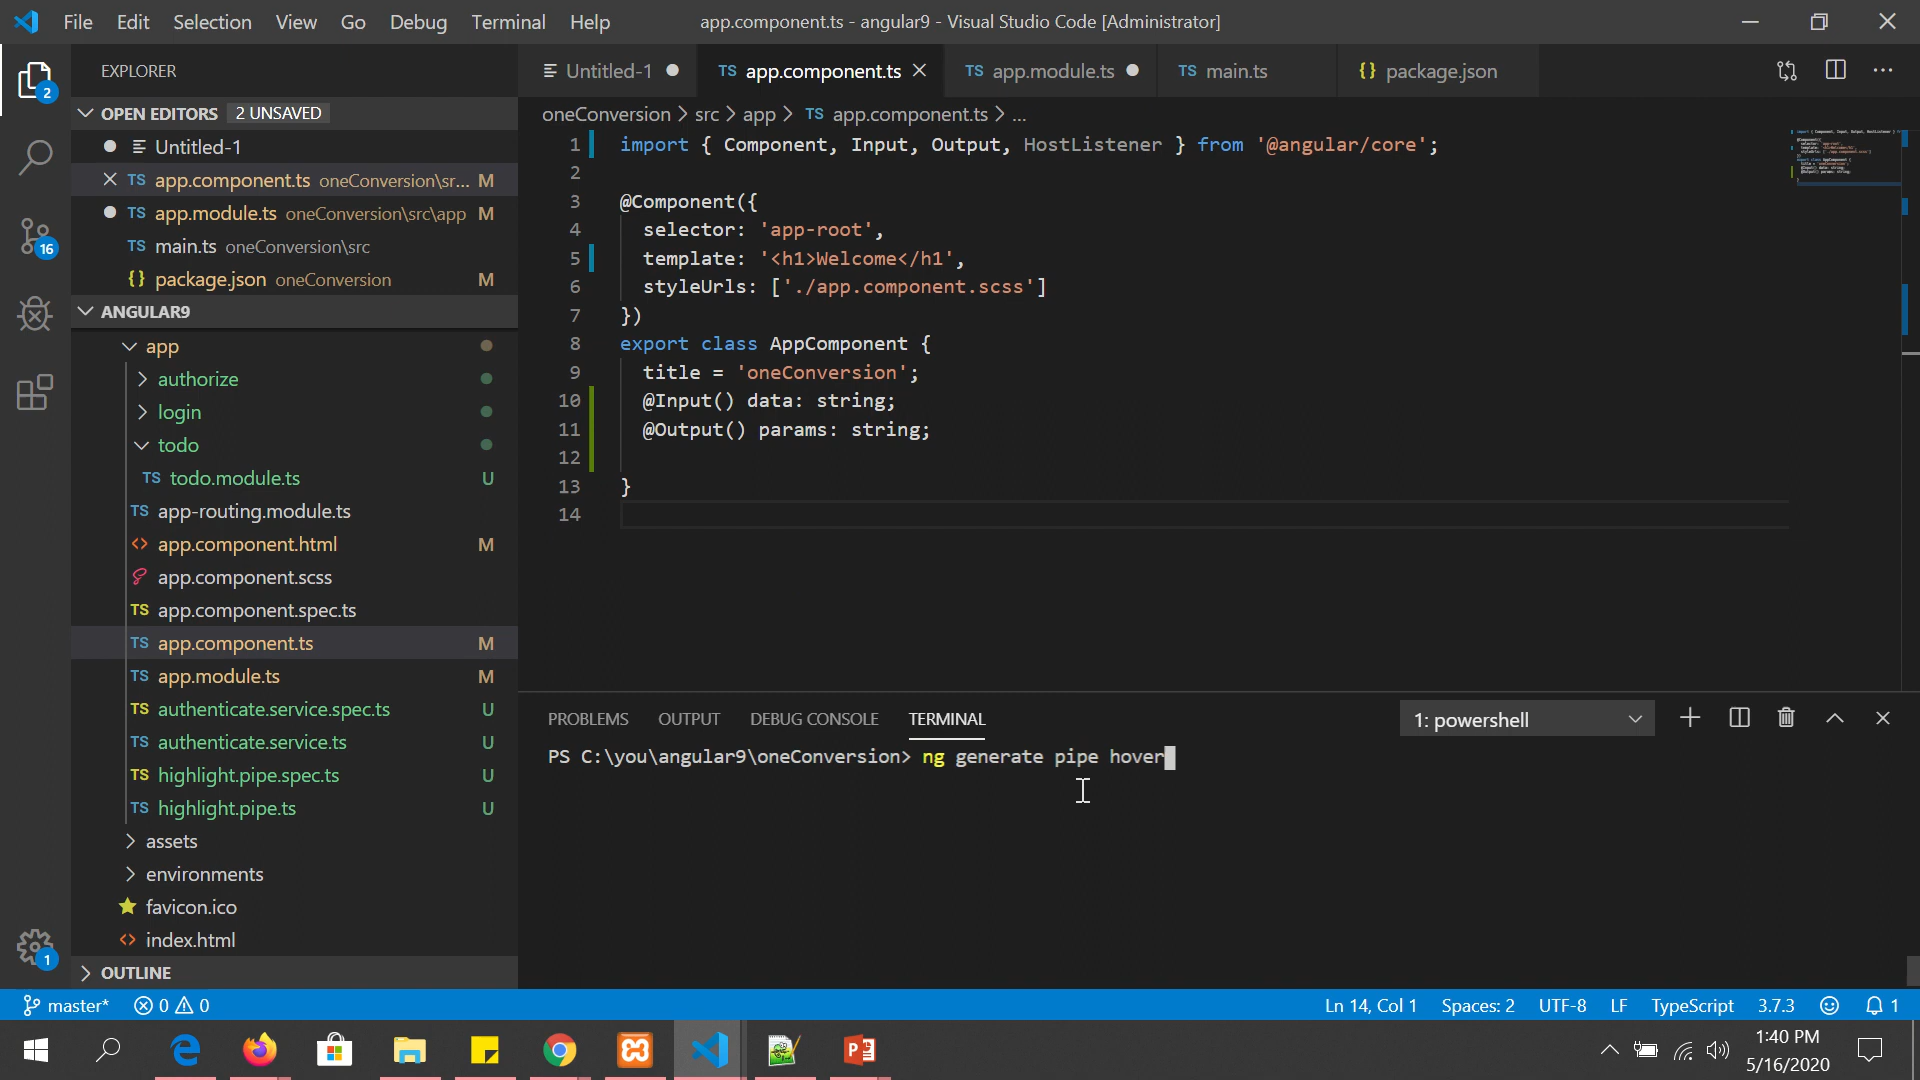 File Edit Selection View Go Debug Terminal Help
app.component.ts - angular9 - Visual Studio Code [Administrator]
EXPLORER
Untitled-1
TS app.component.ts
TS app.module.ts
TS main.ts
{} package.json
2
OPEN EDITORS 2 UNSAVED
Untitled-1
TS app.component.ts oneConversion\sr... M
TS app.module.ts oneConversion\src\app M
TS main.ts oneConversion\src
{} package.json oneConversion M
16
ANGULAR9
app
authorize
login
todo
TS todo.module.ts U
TS app-routing.module.ts
<> app.component.html M
app.component.scss
TS app.component.spec.ts
TS app.component.ts M
TS app.module.ts M
TS authenticate.service.spec.ts U
TS authenticate.service.ts U
TS highlight.pipe.spec.ts U
TS highlight.pipe.ts U
assets
environments
favicon.ico
<> index.html
1
OUTLINE
oneConversion > src > app > TS app.component.ts > ...
1 import { Component, Input, Output, HostListener } from '@angular/core';
2
3 @Component({
4 selector: 'app-root',
5 template: '<h1>Welcome</h1',
6 styleUrls: ['./app.component.scss']
7 })
8 export class AppComponent {
9 title = 'oneConversion';
10 @Input() data: string;
11 @Output() params: string;
12
13 }
14
PROBLEMS OUTPUT DEBUG CONSOLE TERMINAL 1: powershell
PS C:\you\angular9\oneConversion> ng generate pipe hover
master* 0 0 Ln 14, Col 1 Spaces: 2 UTF-8 LF TypeScript 3.7.3 1
1:40 PM
5/16/2020